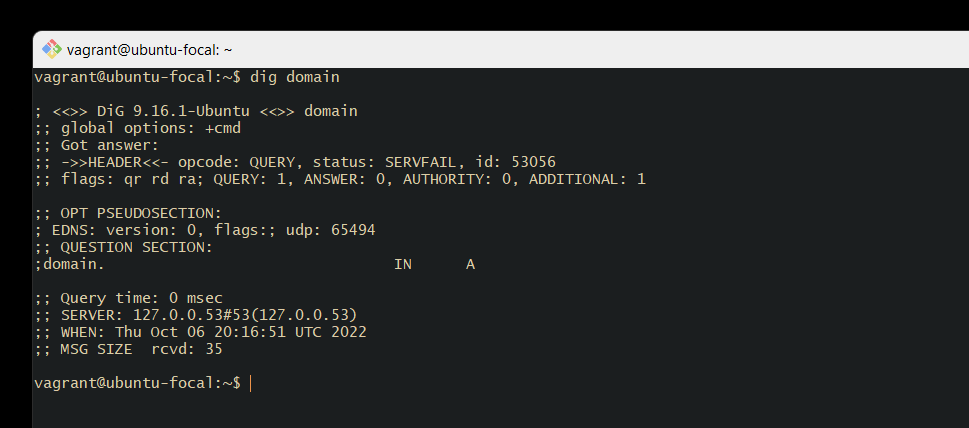 vagrant@ubuntu-focal: ~
vagrant@ubuntu-focal:~$ dig domain
; <<>> DiG 9.16.1-Ubuntu <<>> domain
;; global options: +cmd
;; Got answer:
;; ->>HEADER<<- opcode: QUERY, status: SERVFAIL, id: 53056
;; flags: qr rd ra; QUERY: 1, ANSWER: 0, AUTHORITY: 0, ADDITIONAL: 1
;; OPT PSEUDOSECTION:
; EDNS: version: 0, flags:; udp: 65494
;; QUESTION SECTION:
;domain. IN A
;; Query time: 0 msec
;; SERVER: 127.0.0.53#53(127.0.0.53)
;; WHEN: Thu Oct 06 20:16:51 UTC 2022
;; MSG SIZE  rcvd: 35
vagrant@ubuntu-focal:~$